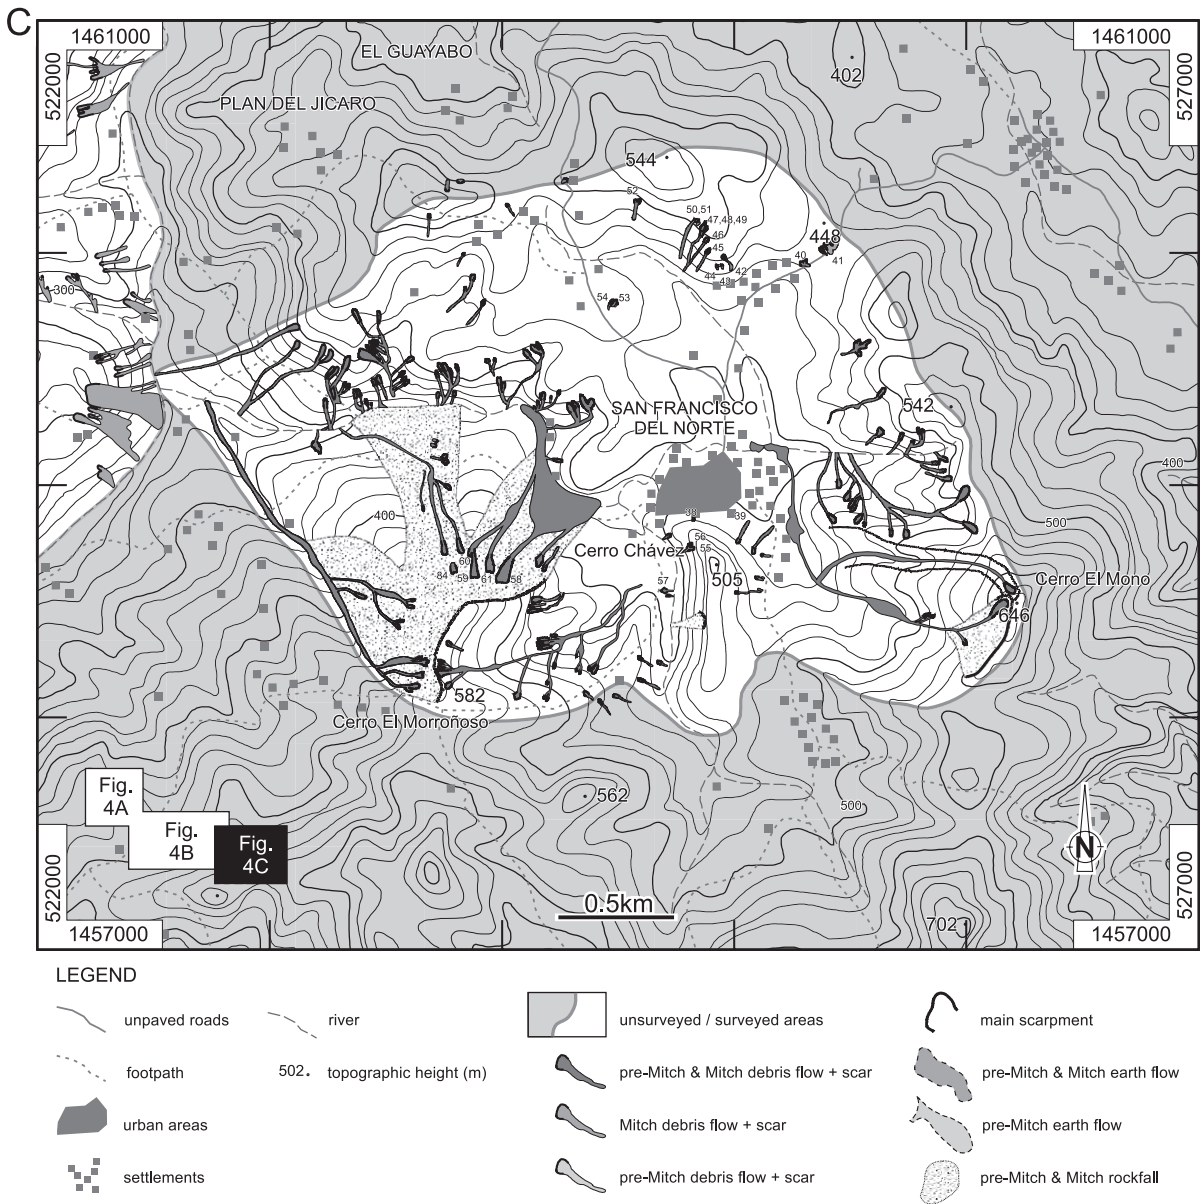 C
1461000
1461000
522000
527000
EL GUAYABO
402
PLAN DEL JICARO
544
52
50,51
47,48,49
46
45
448
40
41
42
44
43
300
54
53
SAN FRANCISCO
DEL NORTE
542
400
400
500
38
39
56
55
Cerro Chávez
505
57
60
84
59
61
58
Cerro El Mono
646
582
Cerro El Morroñoso
562
500
Fig.
4A
Fig.
4B
Fig.
4C
N
0.5km
702
522000
527000
1457000
1457000
LEGEND
unpaved roads
river
unsurveyed / surveyed areas
main scarpment
footpath
502. topographic height (m)
pre-Mitch & Mitch debris flow + scar
pre-Mitch & Mitch earth flow
urban areas
Mitch debris flow + scar
pre-Mitch earth flow
settlements
pre-Mitch debris flow + scar
pre-Mitch & Mitch rockfall